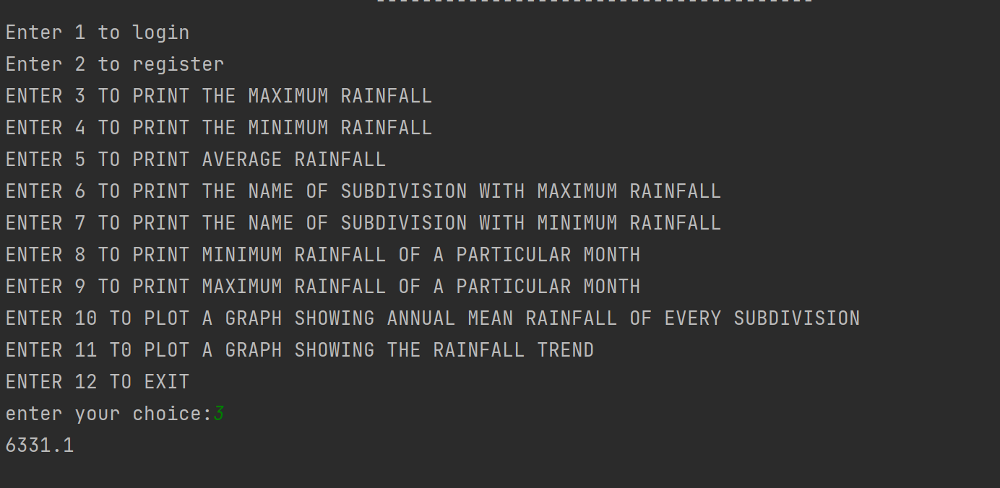 --------------------------------------
Enter 1 to login
Enter 2 to register
ENTER 3 TO PRINT THE MAXIMUM RAINFALL
ENTER 4 TO PRINT THE MINIMUM RAINFALL
ENTER 5 TO PRINT AVERAGE RAINFALL
ENTER 6 TO PRINT THE NAME OF SUBDIVISION WITH MAXIMUM RAINFALL
ENTER 7 TO PRINT THE NAME OF SUBDIVISION WITH MINIMUM RAINFALL
ENTER 8 TO PRINT MINIMUM RAINFALL OF A PARTICULAR MONTH
ENTER 9 TO PRINT MAXIMUM RAINFALL OF A PARTICULAR MONTH
ENTER 10 TO PLOT A GRAPH SHOWING ANNUAL MEAN RAINFALL OF EVERY SUBDIVISION
ENTER 11 T0 PLOT A GRAPH SHOWING THE RAINFALL TREND
ENTER 12 TO EXIT
enter your choice:3
6331.1